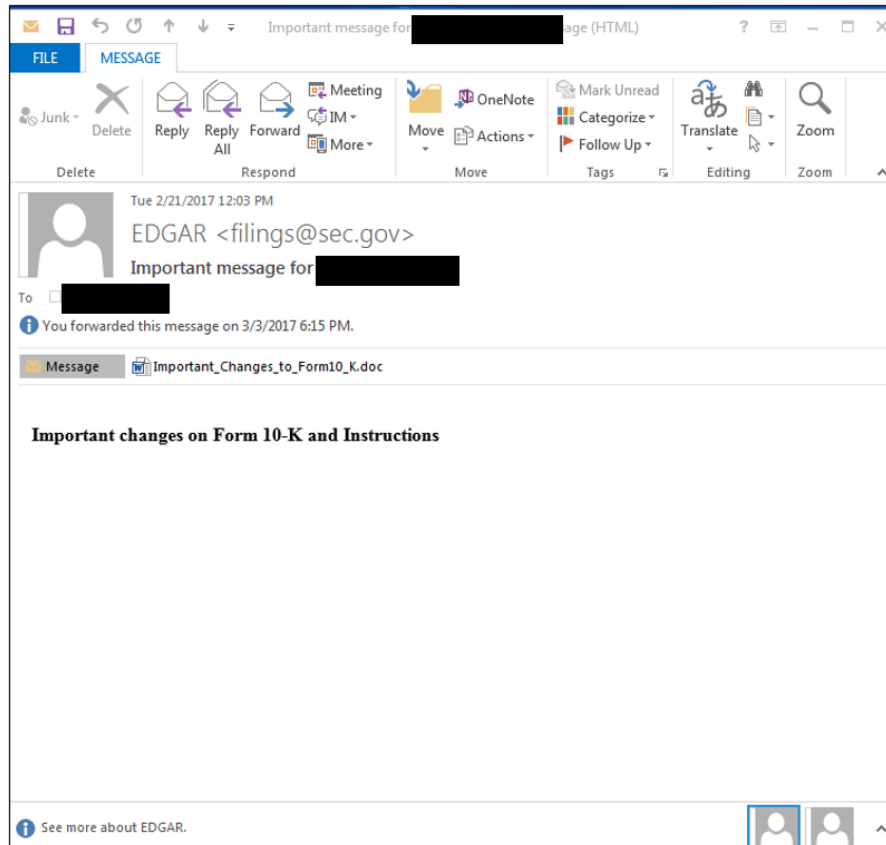 Important message for age (HTML) ?
FILE MESSAGE
Junk Delete Reply Reply All Forward Meeting IM More Move OneNote Actions Mark Unread Categorize Follow Up Translate Zoom
Delete Respond Move Tags Editing Zoom
Tue 2/21/2017 12:03 PM
EDGAR <filings@sec.gov>
Important message for
To
You forwarded this message on 3/3/2017 6:15 PM.
Message Important_Changes_to_Form10_K.doc
Important changes on Form 10-K and Instructions
See more about EDGAR.